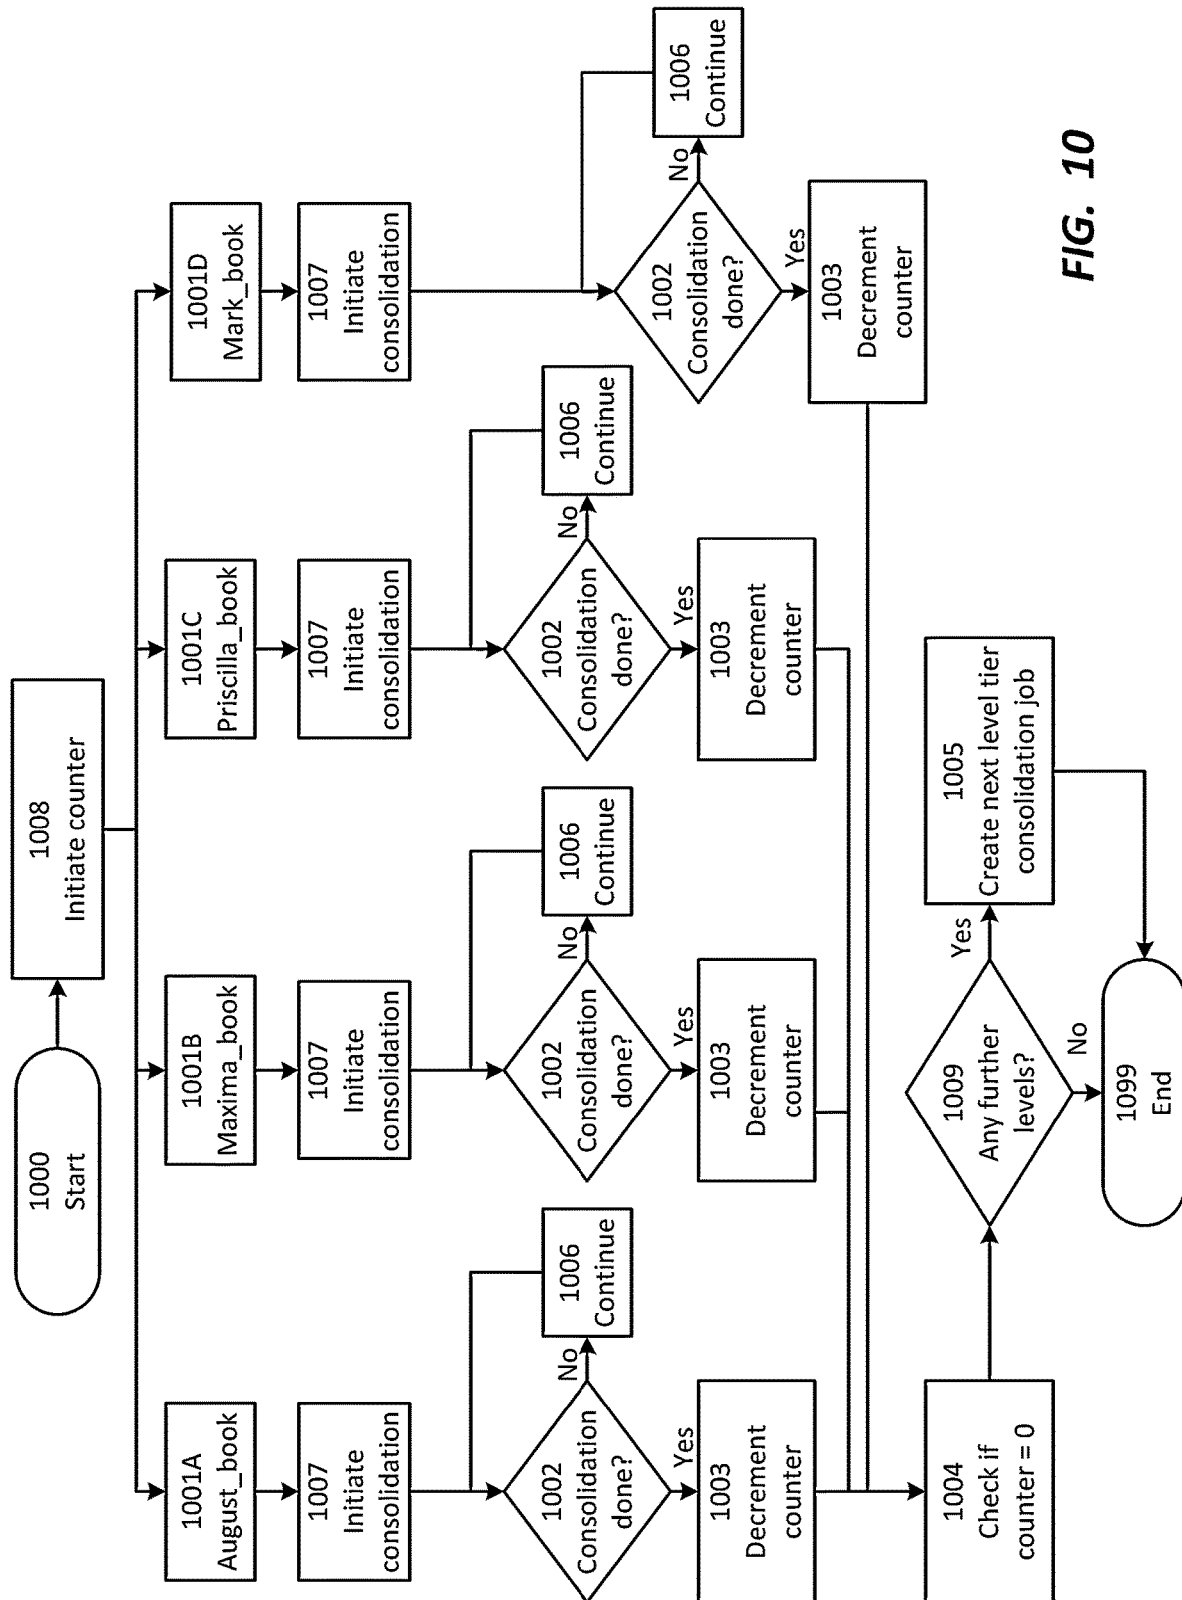 1000
Start
1008
Initiate counter
1001A
August_book
1001B
Maxima_book
1001C
Priscilla_book
1001D
Mark_book
1007
Initiate
consolidation
1007
Initiate
consolidation
1007
Initiate
consolidation
1007
Initiate
consolidation
1002
Consolidation
done?
No
1006
Continue
1002
Consolidation
done?
No
1006
Continue
1002
Consolidation
done?
No
1006
Continue
1002
Consolidation
done?
No
1006
Continue
Yes
1003
Decrement
counter
Yes
1003
Decrement
counter
Yes
1003
Decrement
counter
Yes
1003
Decrement
counter
1004
Check if
counter = 0
1009
Any further
levels?
Yes
1005
Create next level tier
consolidation job
No
1099
End
FIG. 10